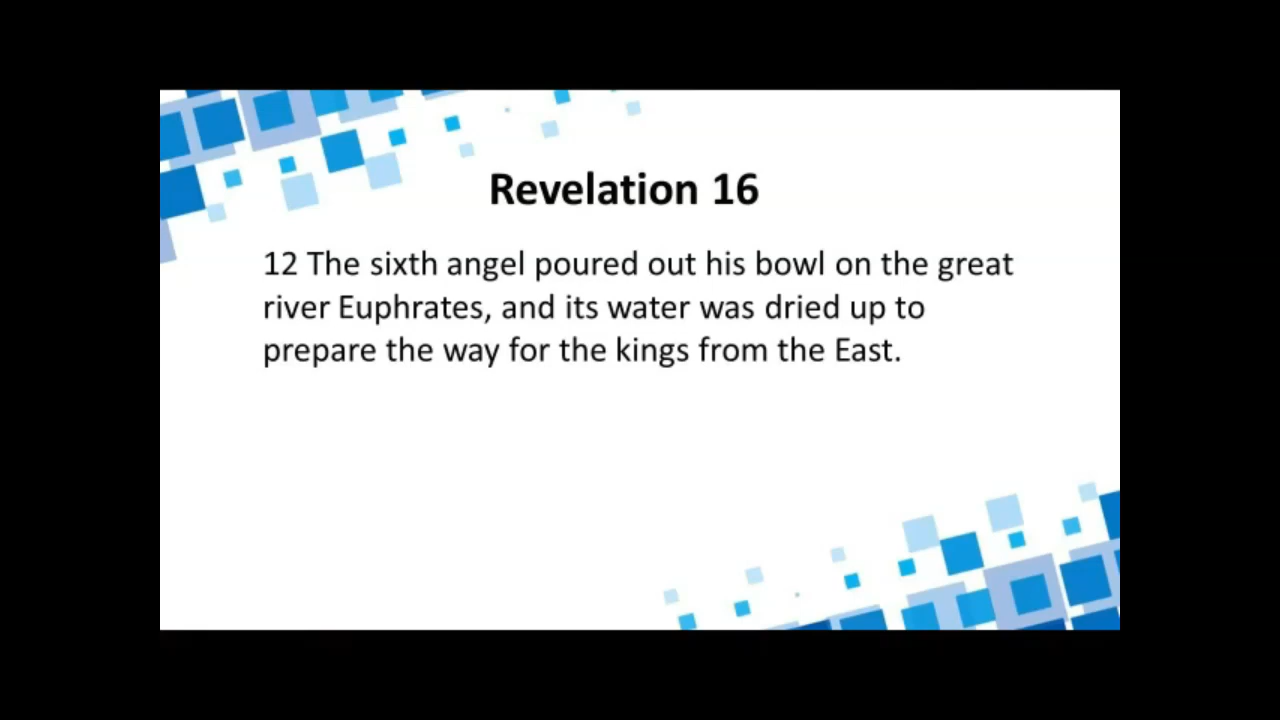 Revelation 16
12 The sixth angel poured out his bowl on the great
river Euphrates, and its water was dried up to
prepare the way for the kings from the East.